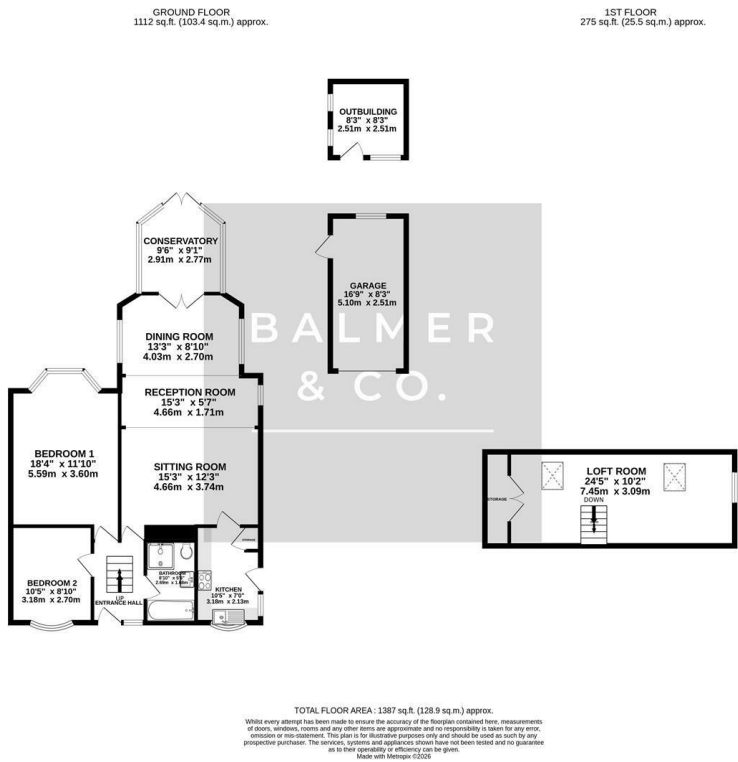 GROUND FLOOR
1112 sq.ft. (103.4 sq.m.) approx.
1ST FLOOR
275 sq.ft. (25.5 sq.m.) approx.
OUTBUILDING
8'3" x 8'3"
2.51m x 2.51m
CONSERVATORY
9'6" x 9'1"
2.91m x 2.77m
GARAGE
16'9" x 8'3"
5.10m x 2.51m
BALMER
& CO.
DINING ROOM
13'3" x 8'10"
4.03m x 2.70m
RECEPTION ROOM
15'3" x 5'7"
4.66m x 1.71m
BEDROOM 1
18'4" x 11'10"
5.59m x 3.60m
SITTING ROOM
15'3" x 12'3"
4.66m x 3.74m
LOFT ROOM
24'5" x 10'2"
7.45m x 3.09m
DOWN
STORAGE
STORAGE
BEDROOM 2
10'5" x 8'10"
3.18m x 2.70m
UP
ENTRANCE HALL
BATHROOM
KITCHEN
10'5" x 7'0"
3.18m x 2.13m
TOTAL FLOOR AREA : 1387 sq.ft. (128.9 sq.m.) approx.
Whilst every attempt has been made to ensure the accuracy of the floorplan contained here, measurements
of doors, windows, rooms and any other items are approximate and no responsibility is taken for any error,
omission or mis-statement. This plan is for illustrative purposes only and should be used as such by any
prospective purchaser. The services, systems and appliances shown have not been tested and no guarantee
as to their operability or efficiency can be given.
Made with Metropix ©2026